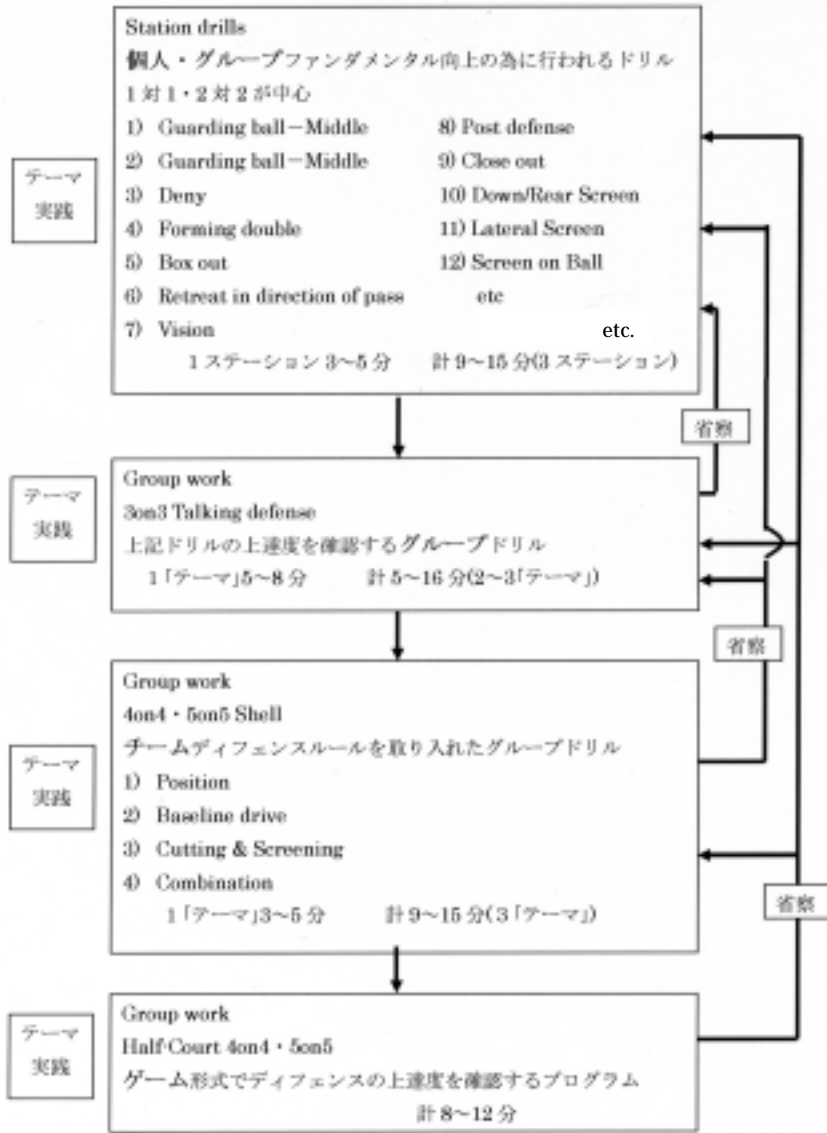 Station drills
個人・グループファンダメンタル向上の為に行われるドリル
1対1・2対2が中心
1) Guarding ball－Middle
2) Guarding ball－Middle
3) Deny
4) Forming double
5) Box out
6) Retreat in direction of pass
7) Vision
8) Post defense
9) Close out
10) Down/Rear Screen
11) Lateral Screen
12) Screen on Ball
etc
etc.
1ステーション3～5分　計9～15分(3ステーション)
テーマ
実践
省察
Group work
3on3 Talking defense
上記ドリルの上達度を確認するグループドリル
1「テーマ」5～8分　計5～16分(2～3「テーマ」)
テーマ
実践
省察
Group work
4on4・5on5 Shell
チームディフェンスルールを取り入れたグループドリル
1) Position
2) Baseline drive
3) Cutting & Screening
4) Combination
1「テーマ」3～5分　計9～15分(3「テーマ」)
テーマ
実践
省察
Group work
Half-Court 4on4・5on5
ゲーム形式でディフェンスの上達度を確認するプログラム
計8～12分
テーマ
実践